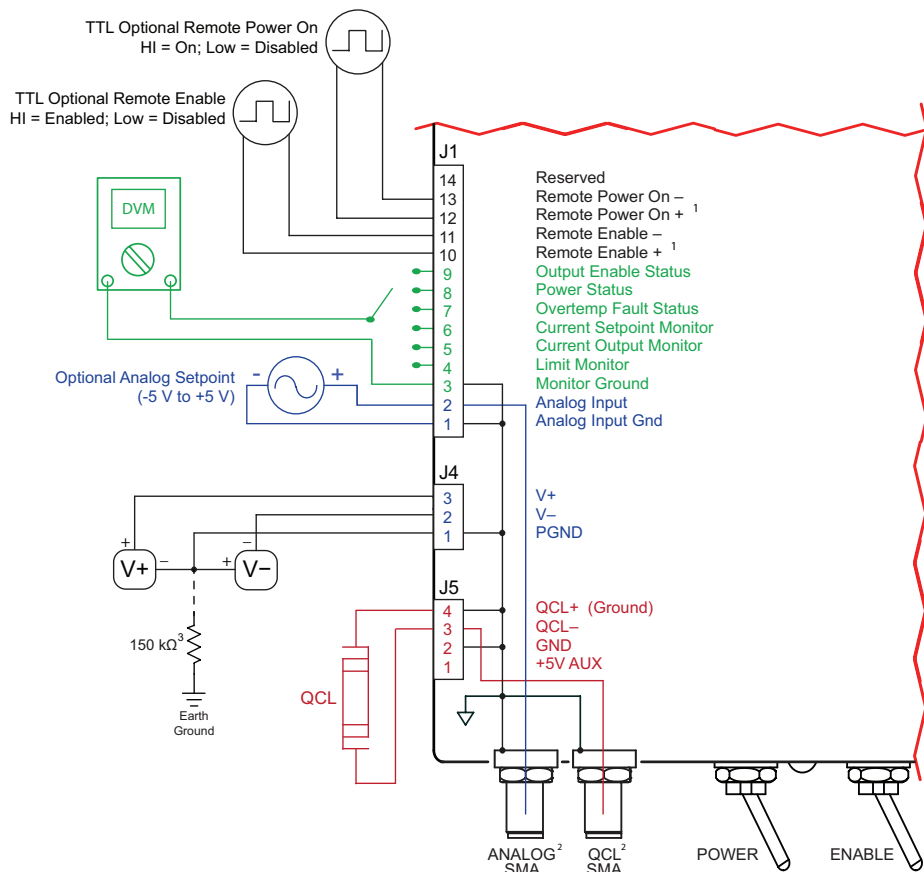 TTL Optional Remote Power On
HI = On; Low = Disabled
TTL Optional Remote Enable
HI = Enabled; Low = Disabled
DVM
J1
14 Reserved
13 Remote Power On –
12 Remote Power On + 1
11 Remote Enable –
10 Remote Enable + 1
9 Output Enable Status
8 Power Status
7 Overtemp Fault Status
6 Current Setpoint Monitor
5 Current Output Monitor
4 Limit Monitor
3 Monitor Ground
2 Analog Input
1 Analog Input Gnd
Optional Analog Setpoint
(-5 V to +5 V)
- +
J4
3 V+
2 V–
1 PGND
+ V+ –
+ V– –
150 kΩ3
Earth
Ground
J5
4 QCL+ (Ground)
3 QCL–
2 GND
1 +5V AUX
QCL
ANALOG2
SMA
QCL2
SMA
POWER
ENABLE